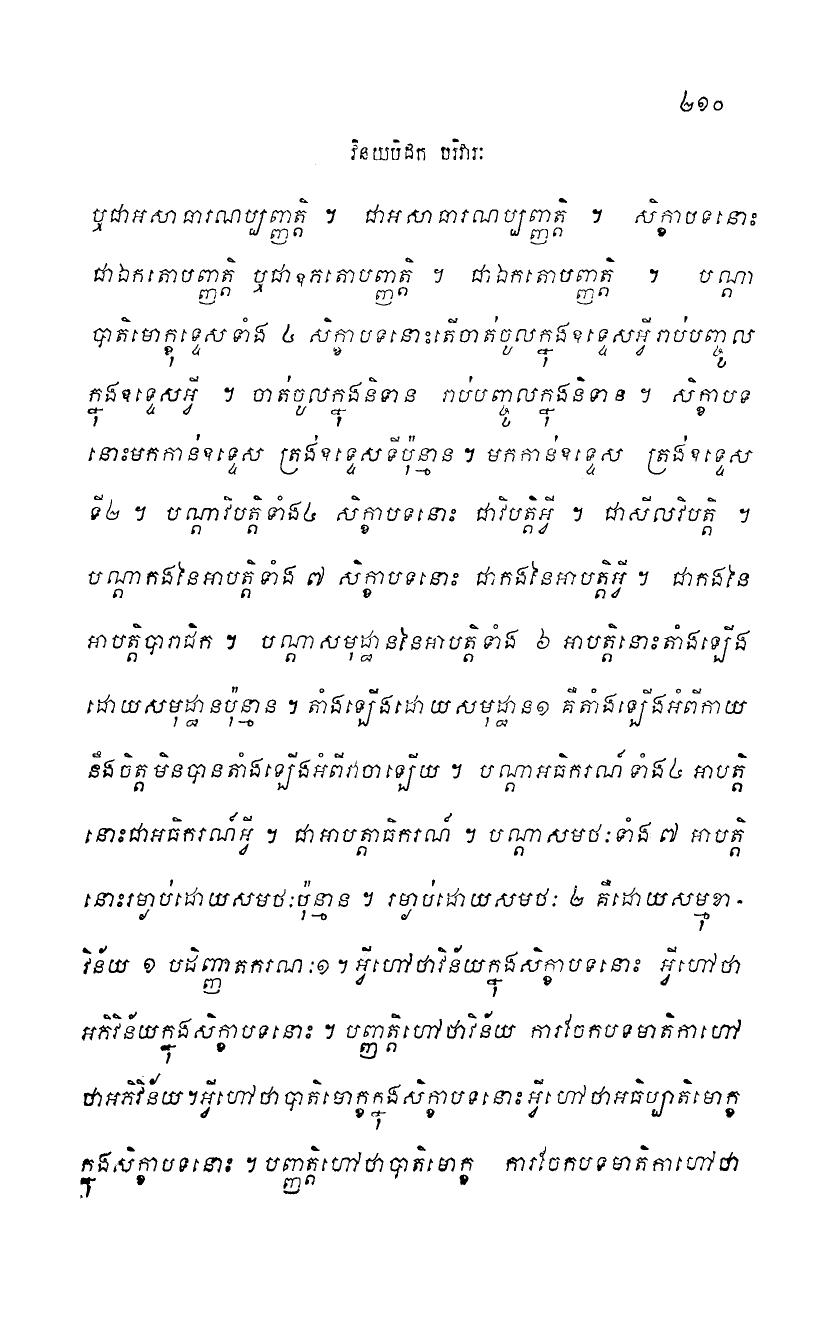 ២១០
វិនយបិដក បរិវារៈ
ឬជាអសាធារណប្បញ្ញត្តិ ។ ជាអសាធារណប្បញ្ញត្តិ ។ សិក្ខាបទនោះ
ជាឯកតោបញ្ញត្តិ ឬជាឧភតោបញ្ញត្តិ ។ ជាឯកតោបញ្ញត្តិ ។ បណ្តា
បាតិមោក្ខុទ្ទេសទាំង ៤ សិក្ខាបទនោះតើចាត់ចូលក្នុងឧទ្ទេសអ្វីរាប់បញ្ចូល
ក្នុងឧទ្ទេសអ្វី ។ ចាត់ចូលក្នុងនិទាន រាប់បញ្ចូលក្នុងនិទាន ។ សិក្ខាបទ
នោះមកកាន់ឧទ្ទេស ត្រង់ឧទ្ទេសទីប៉ុន្មាន ។ មកកាន់ឧទ្ទេស ត្រង់ឧទ្ទេស
ទី២ ។ បណ្តាវិបត្តិទាំង៤ សិក្ខាបទនោះ ជាវិបត្តិអ្វី ។ ជាសីលវិបត្តិ ។
បណ្តាកងនៃអាបត្តិទាំង ៧ សិក្ខាបទនោះ ជាកងនៃអាបត្តិអ្វី ។ ជាកងនៃ
អាបត្តិបារាជិក ។ បណ្តាសមុដ្ឋាននៃអាបត្តិទាំង ៦ អាបត្តិនោះតាំងឡើង
ដោយសមុដ្ឋានប៉ុន្មាន ។ តាំងឡើងដោយសមុដ្ឋាន១ គឺតាំងឡើងអំពីកាយ
នឹងចិត្តមិនបានតាំងឡើងអំពីវាចាឡើយ ។ បណ្តាអធិករណ៍ទាំង៤ អាបត្តិ
នោះជាអធិករណ៍អ្វី ។ ជាអាបត្តាធិករណ៍ ។ បណ្តាសមថៈទាំង ៧ អាបត្តិ
នោះរម្ងាប់ដោយសមថៈប៉ុន្មាន ។ រម្ងាប់ដោយសមថៈ ២ គឺដោយសម្មុខា-
វិន័យ ១ បដិញ្ញាតករណៈ១ ។ អ្វីហៅថាវិន័យក្នុងសិក្ខាបទនោះ អ្វីហៅថា
អភិវិន័យក្នុងសិក្ខាបទនោះ ។ បញ្ញត្តិហៅថាវិន័យ ការចែកបទមាតិកាហៅ
ថាអភិវិន័យ។អ្វីហៅថាបាតិមោក្ខក្នុងសិក្ខាបទនោះអ្វីហៅថាអធិប្បាតិមោក្ខ
ក្នុងសិក្ខាបទនោះ ។ បញ្ញត្តិហៅថាបាតិមោក្ខ ការចែកបទមាតិកាហៅថា